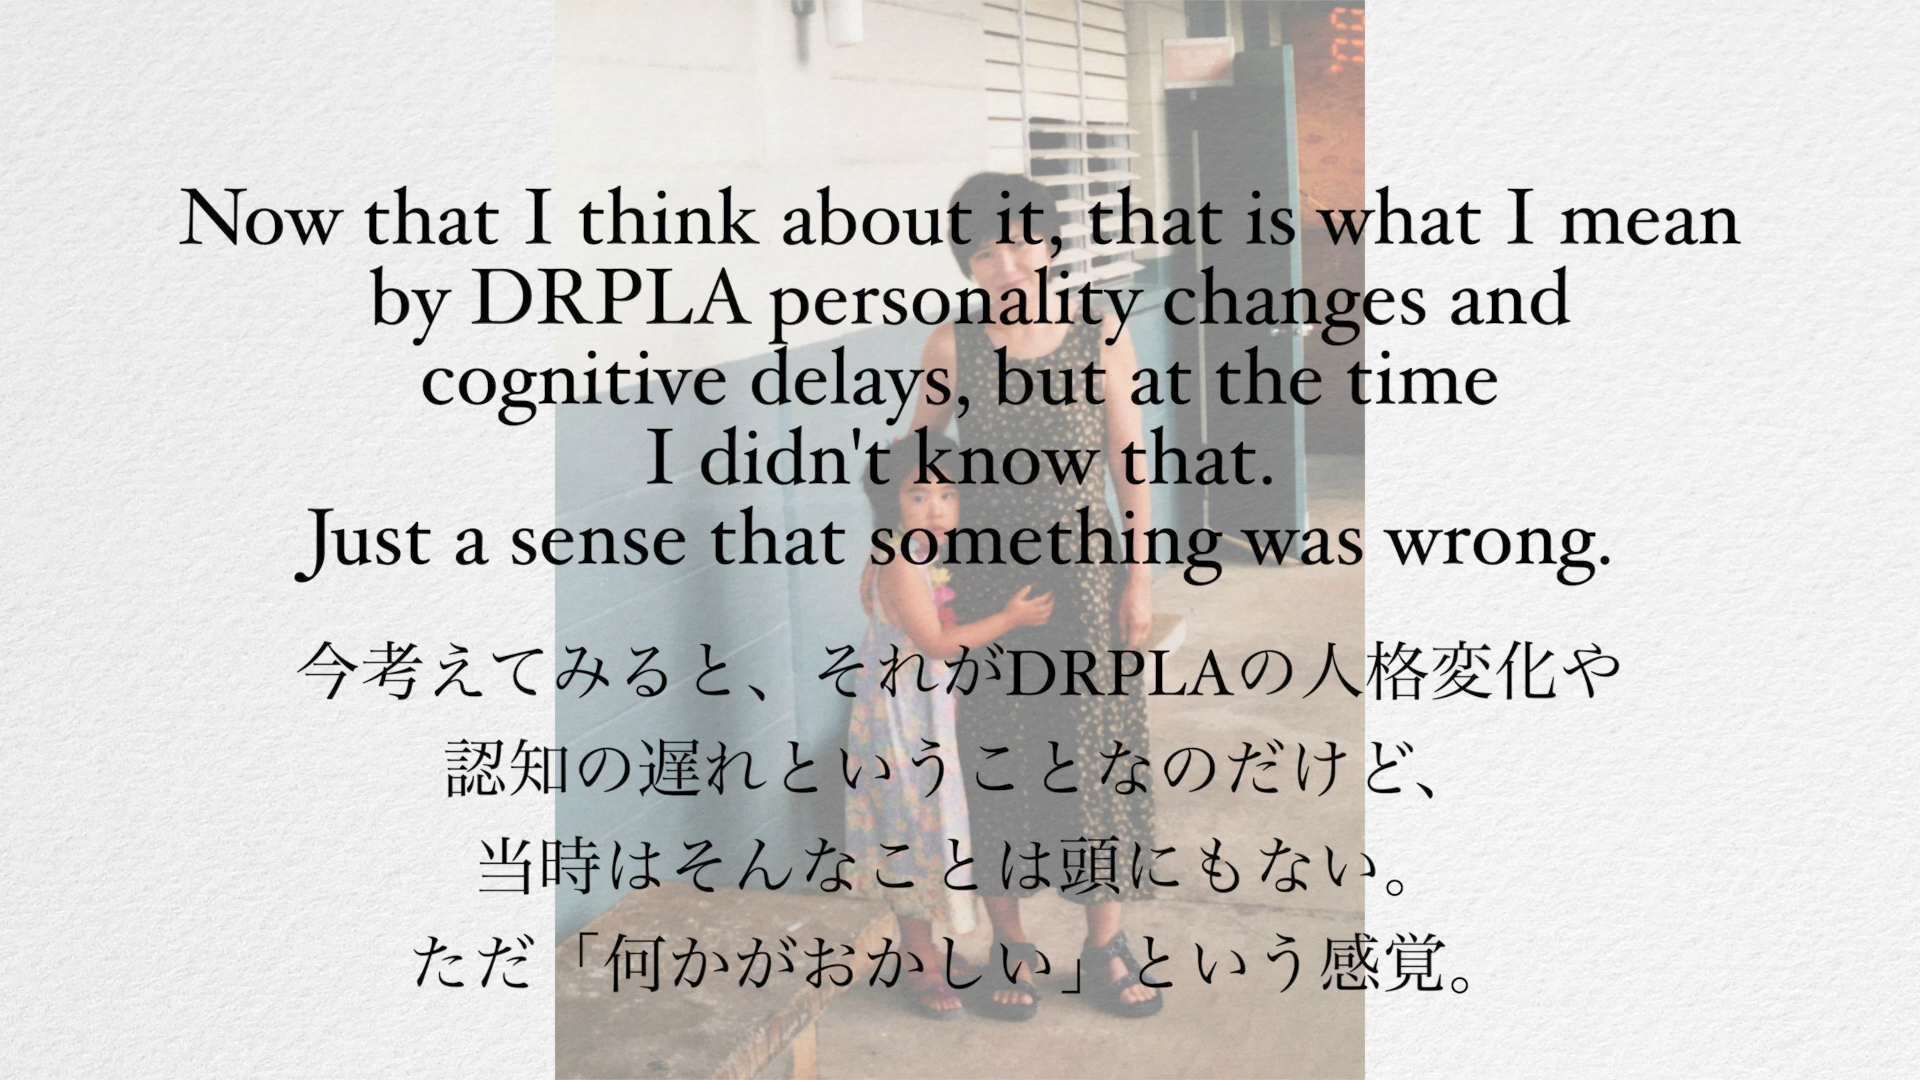 Now that I think about it, that is what I mean
by DRPLA personality changes and
cognitive delays, but at the time
I didn't know that.
Just a sense that something was wrong.
今考えてみると、それがDRPLAの人格変化や
認知の遅れということなのだけど、
当時はそんなことは頭にもない。
ただ「何かがおかしい」という感覚。